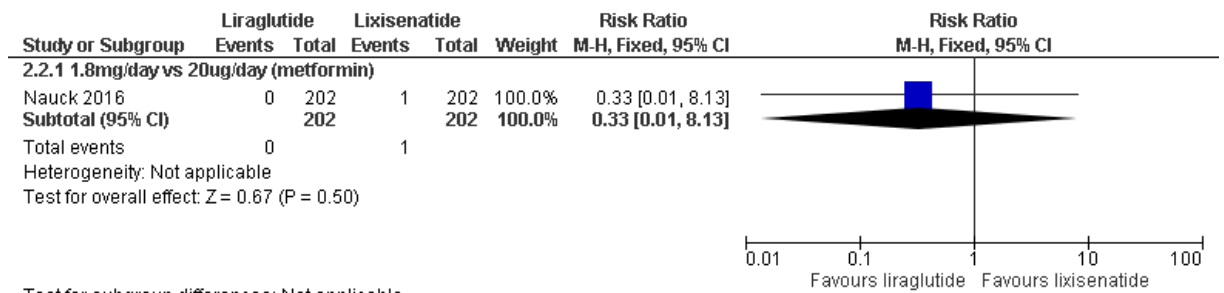 Liraglutide Lixisenatide Risk Ratio Risk Ratio
Study or Subgroup Events Total Events Total Weight M-H, Fixed, 95% CI M-H, Fixed, 95% CI
2.2.1 1.8mg/day vs 20ug/day (metformin)
Nauck 2016 0 202 1 202 100.0% 0.33 [0.01, 8.13]
Subtotal (95% CI) 202 202 100.0% 0.33 [0.01, 8.13]
Total events 0 1
Heterogeneity: Not applicable
Test for overall effect: Z = 0.67 (P = 0.50)
0.01 0.1 1 10 100
Favours liraglutide Favours lixisenatide
Test for subgroup differences: Not applicable